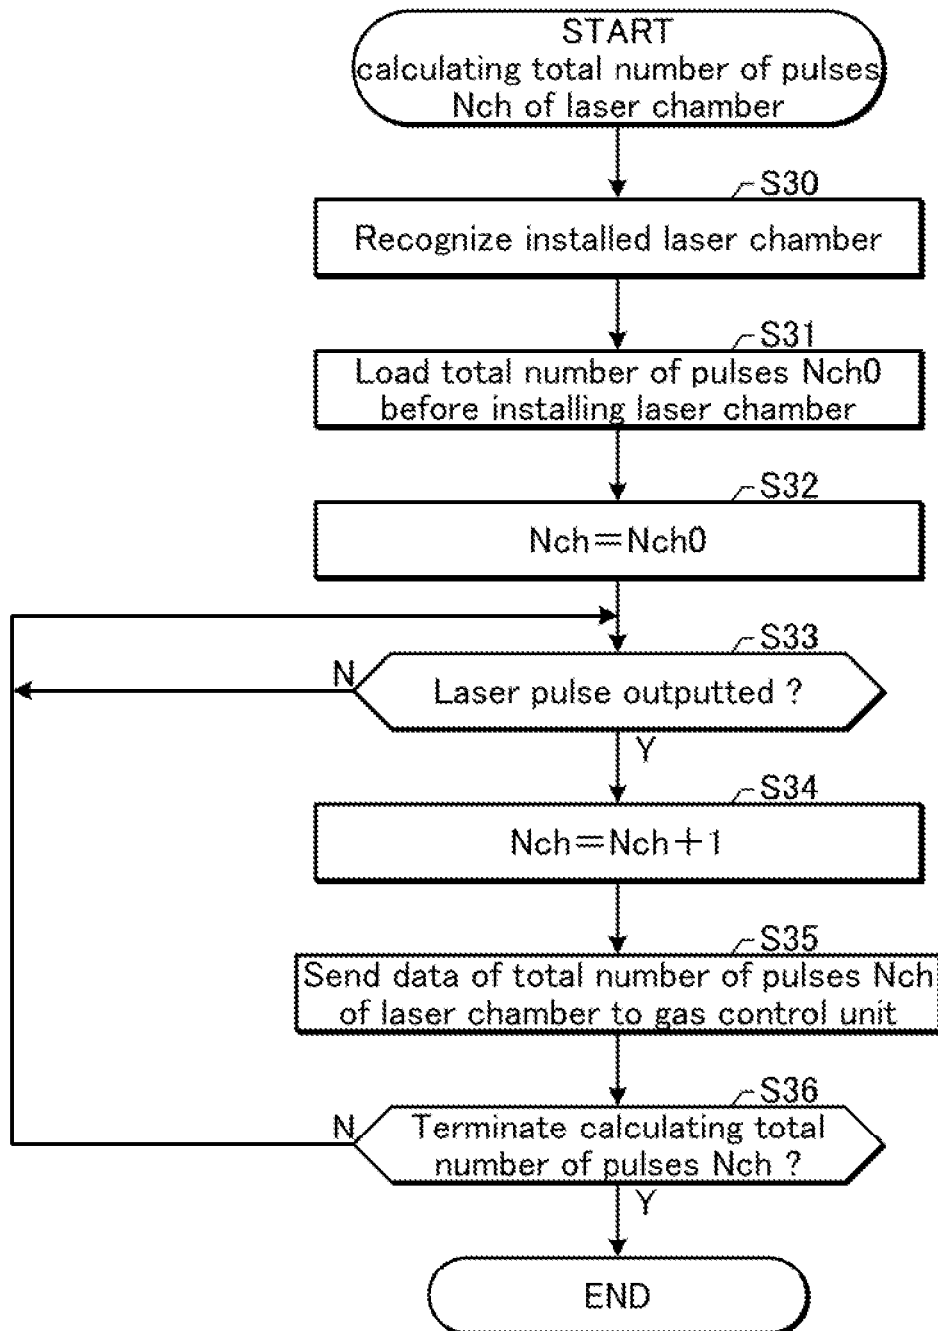 START
calculating total number of pulses
Nch of laser chamber
S30
Recognize installed laser chamber
S31
Load total number of pulses Nch0
before installing laser chamber
S32
Nch=Nch0
S33
N
Laser pulse outputted ?
Y
S34
Nch=Nch+1
S35
Send data of total number of pulses Nch
of laser chamber to gas control unit
S36
N
Terminate calculating total
number of pulses Nch ?
Y
END